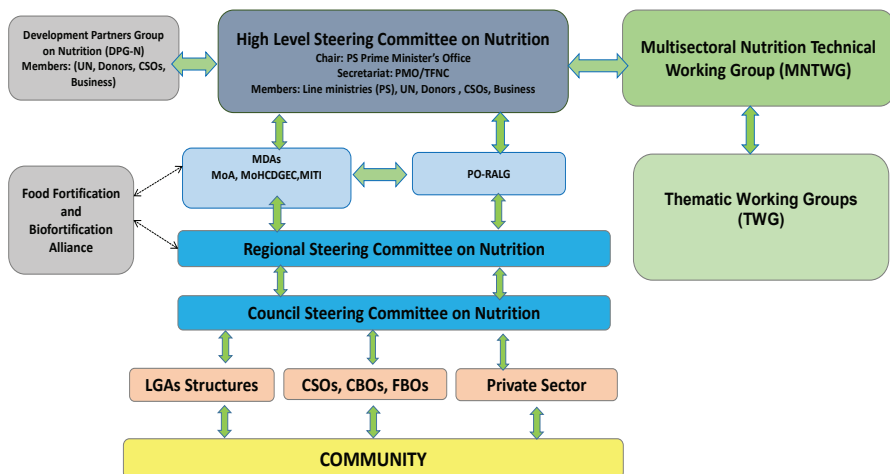 Development Partners Group
on Nutrition (DPG-N)
Members: (UN, Donors, CSOs,
Business)
High Level Steering Committee on Nutrition
Chair: PS Prime Minister's Office
Secretariat: PMO/TFNC
Members: Line ministries (PS), UN, Donors , CSOs, Business
Multisectoral Nutrition Technical
Working Group (MNTWG)
MDAs
MoA, MoHCDGEC,MITI
PO-RALG
Food Fortification
and
Biofortification
Alliance
Thematic Working Groups
(TWG)
Regional Steering Committee on Nutrition
Council Steering Committee on Nutrition
LGAs Structures
CSOs, CBOs, FBOs
Private Sector
COMMUNITY